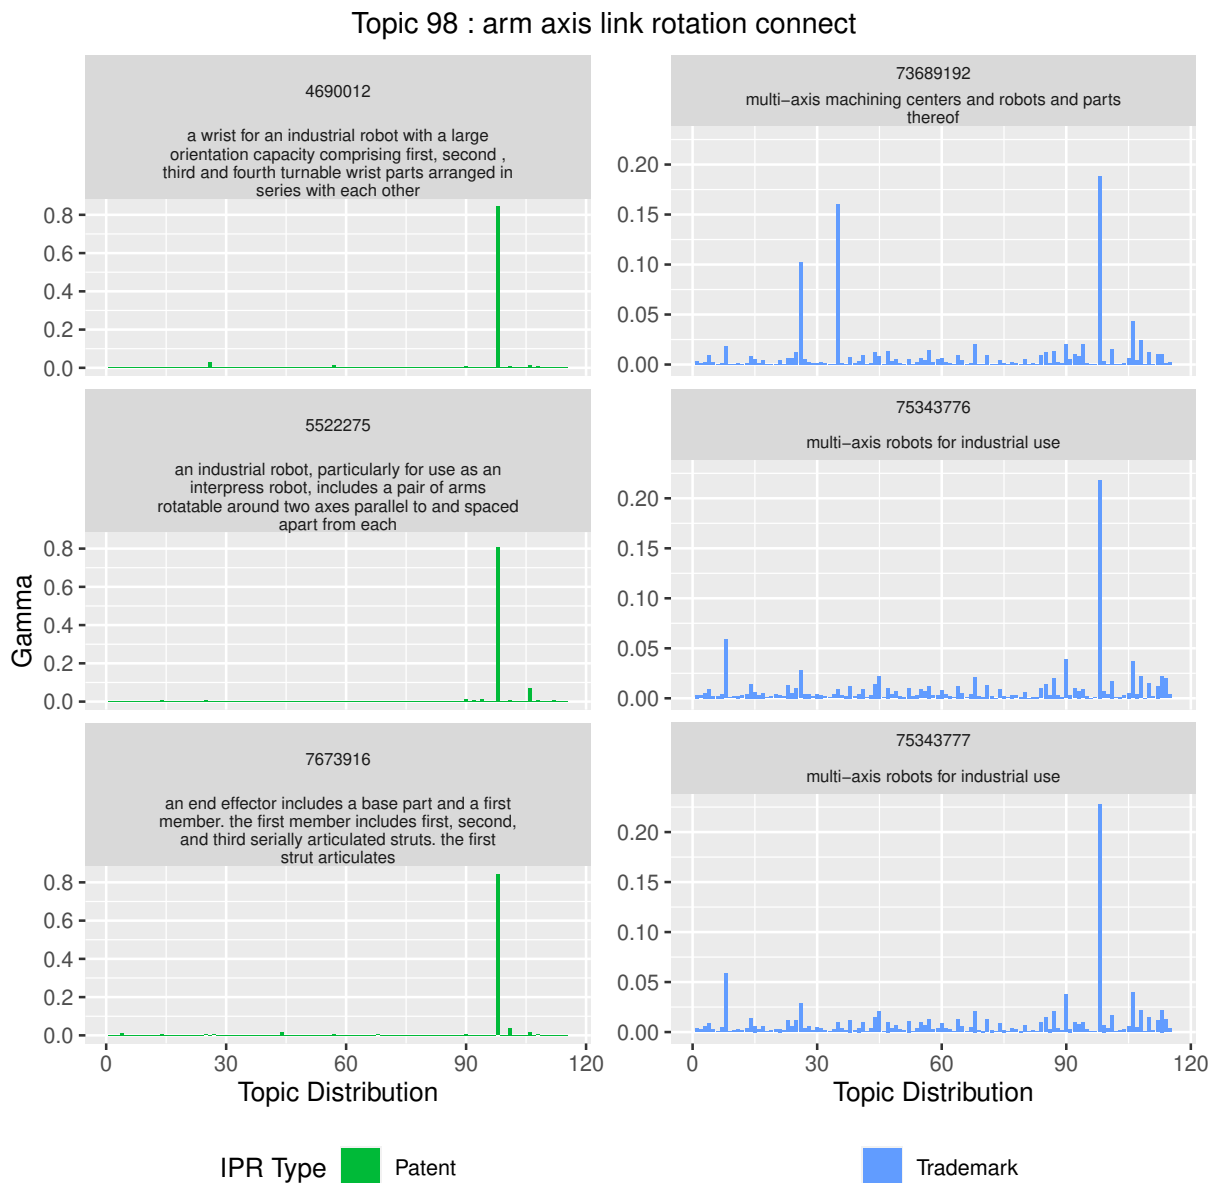 Topic 98 : arm axis link rotation connect
4690012
a wrist for an industrial robot with a large
orientation capacity comprising first, second ,
third and fourth turnable wrist parts arranged in
series with each other
0.8
0.6
0.4
0.2
0.0
73689192
multi−axis machining centers and robots and parts
thereof
0.20
0.15
0.10
0.05
0.00
5522275
an industrial robot, particularly for use as an
interpress robot, includes a pair of arms
rotatable around two axes parallel to and spaced
apart from each
0.8
0.6
0.4
0.2
0.0
75343776
multi−axis robots for industrial use
0.20
0.15
0.10
0.05
0.00
Gamma
7673916
an end effector includes a base part and a first
member. the first member includes first, second,
and third serially articulated struts. the first
strut articulates
0.8
0.6
0.4
0.2
0.0
0 30 60 90 120
Topic Distribution
75343777
multi−axis robots for industrial use
0.20
0.15
0.10
0.05
0.00
0 30 60 90 120
Topic Distribution
IPR Type Patent Trademark